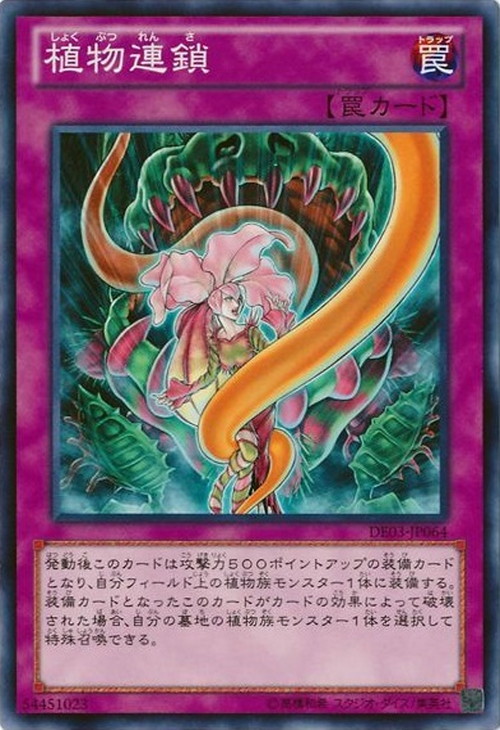 しょく ぶつ れん さ
植物連鎖
トラップ
罠
【罠カード】
DE03-JP064
発動後このカードは攻撃力５００ポイントアップの装備カード
となり、自分フィールド上の植物族モンスター１体に装備する。
装備カードとなったこのカードがカードの効果によって破壊
された場合、自分の墓地の植物族モンスター１体を選択して
特殊召喚できる。
54451023
©高橋和希 スタジオ・ダイス/集英社